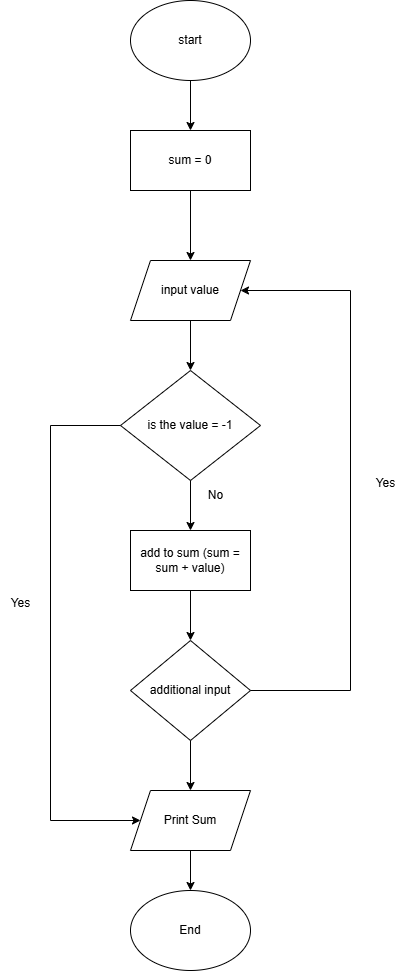 start
sum = 0
input value
is the value = -1
Yes
No
add to sum (sum =
sum + value)
Yes
additional input
Print Sum
End